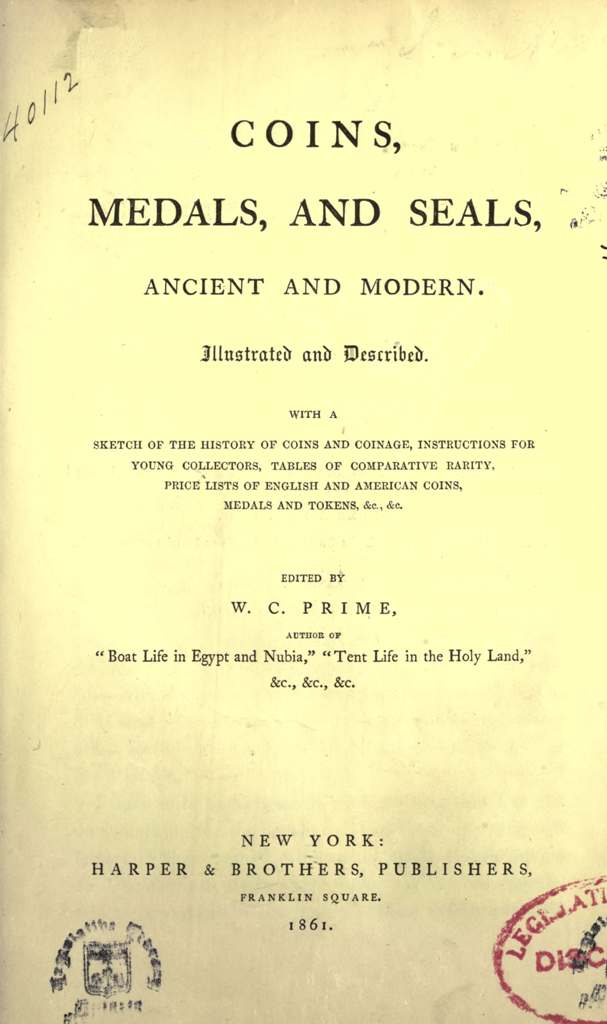 40112
COINS,
MEDALS, AND SEALS,
ANCIENT AND MODERN.
Illustrated and Described.
WITH A
SKETCH OF THE HISTORY OF COINS AND COINAGE, INSTRUCTIONS FOR
YOUNG COLLECTORS, TABLES OF COMPARATIVE RARITY,
PRICE LISTS OF ENGLISH AND AMERICAN COINS,
MEDALS AND TOKENS, &c., &c.
EDITED BY
W. C. PRIME,
AUTHOR OF
“Boat Life in Egypt and Nubia,” “Tent Life in the Holy Land,”
&c., &c., &c.
NEW YORK:
HARPER & BROTHERS, PUBLISHERS,
FRANKLIN SQUARE.
1861.